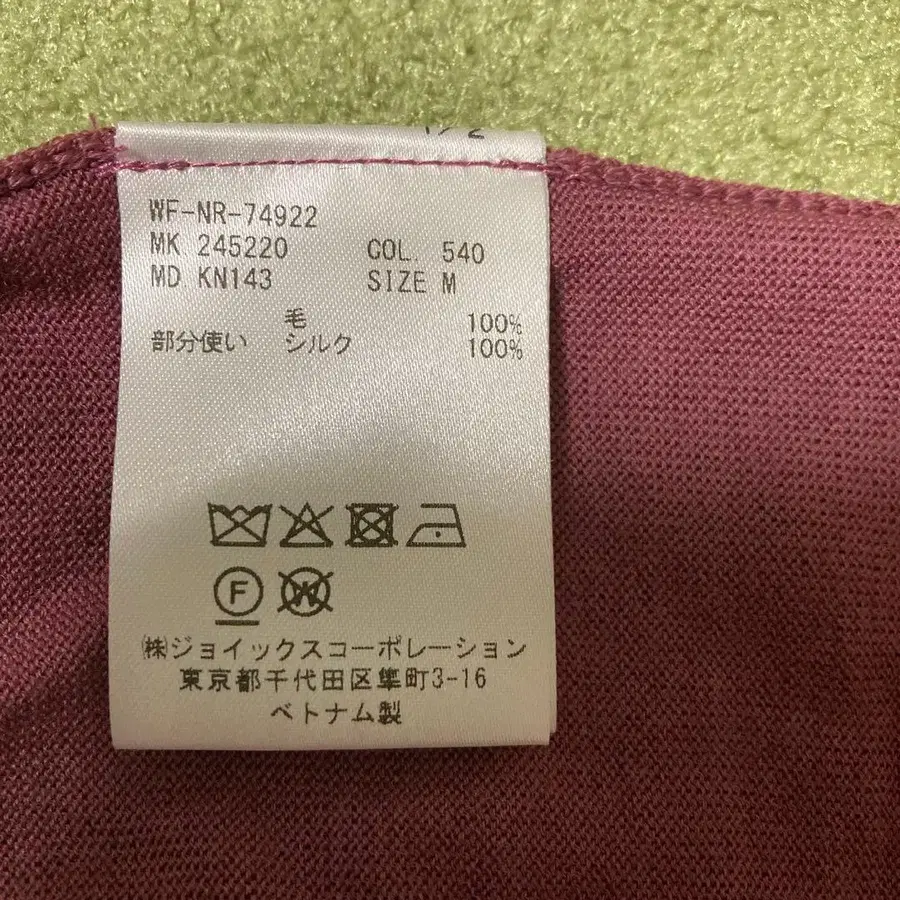 1/2
WF-NR-74922
MK 245220 COL. 540
MD KN143 SIZE M
毛 100%
部分使い シルク 100%
F W
㈱ジョイックスコーポレーション
東京都千代田区隼町3-16
ベトナム製